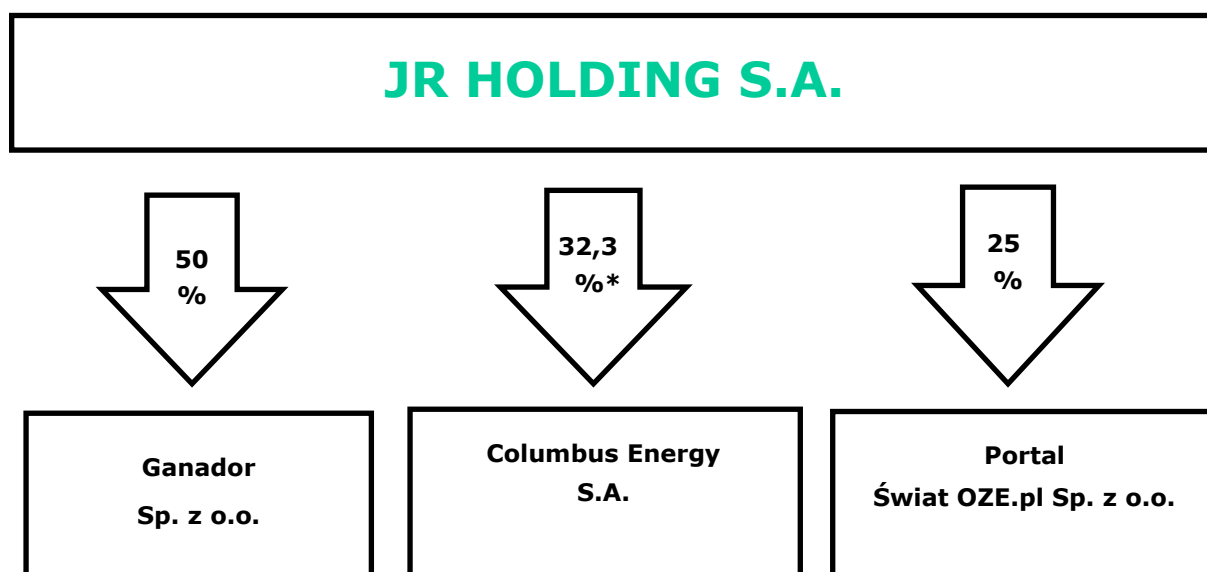 JR HOLDING S.A.
50
%
32,3
%*
25
%
Ganador
Sp. z o.o.
Columbus Energy
S.A.
Portal
Świat OZE.pl Sp. z o.o.